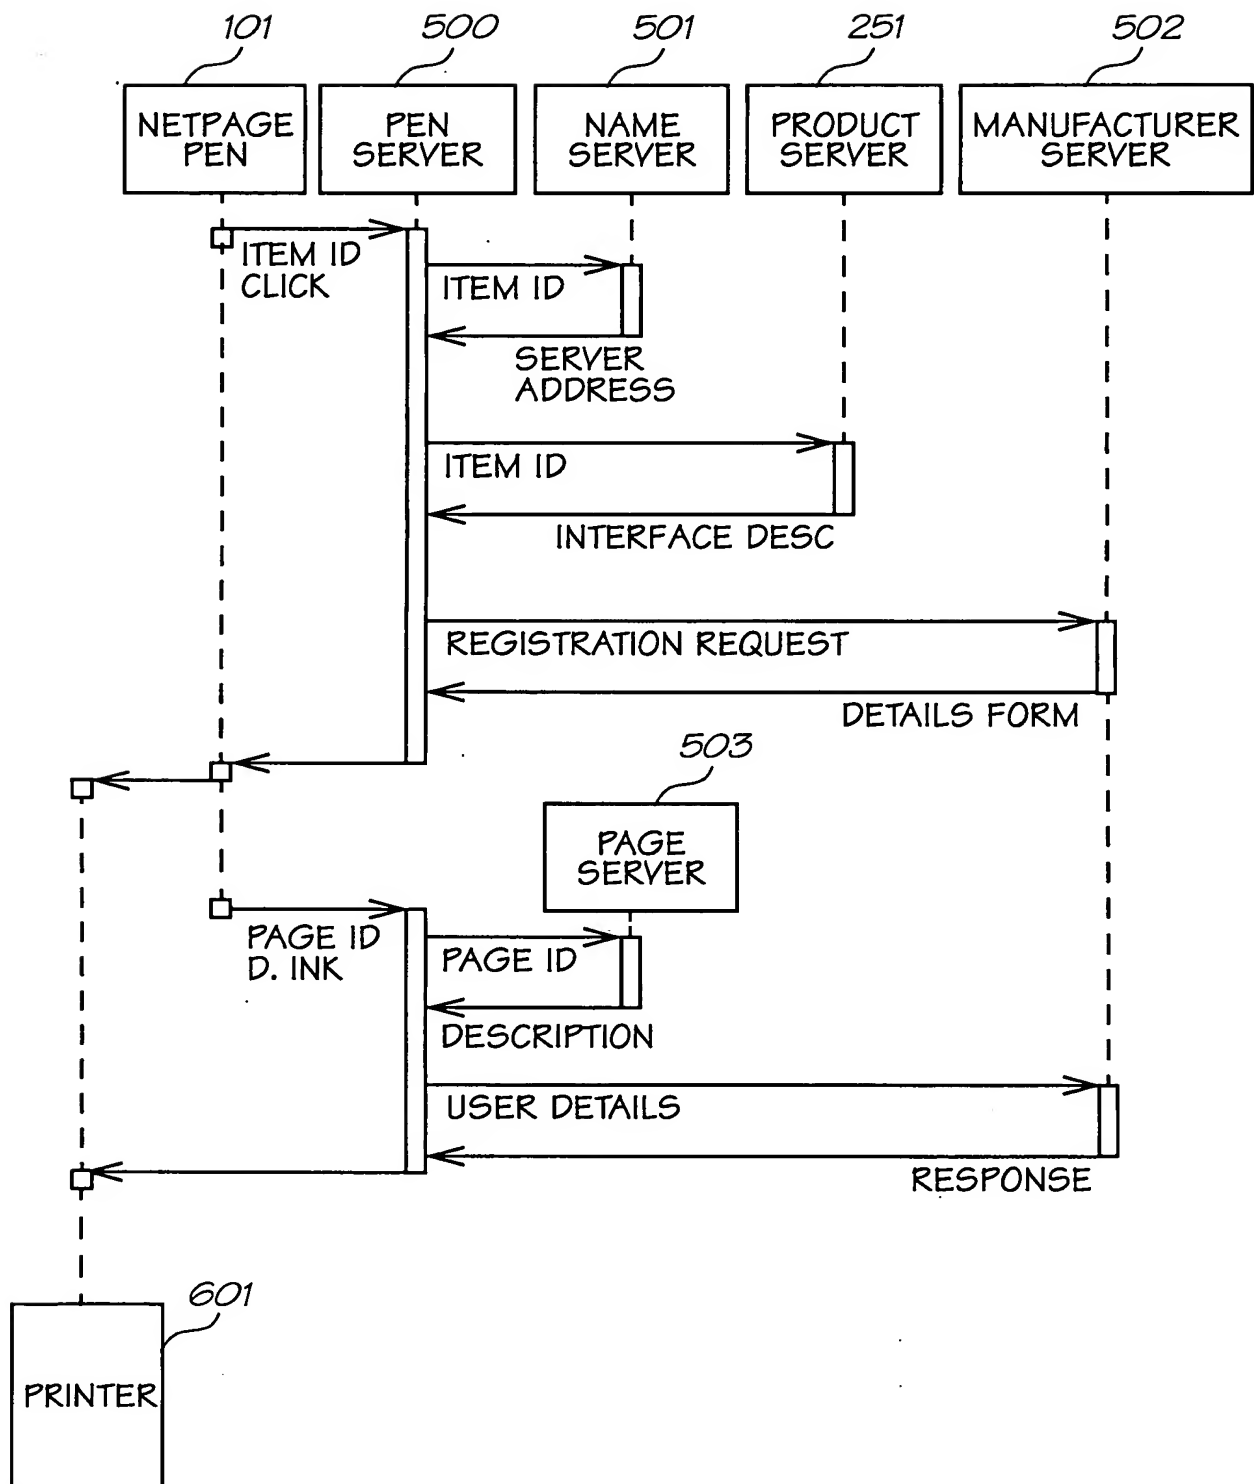 101
500
501
251
502
NETPAGE
PEN
PEN
SERVER
NAME
SERVER
PRODUCT
SERVER
MANUFACTURER
SERVER
ITEM ID
CLICK
ITEM ID
SERVER
ADDRESS
ITEM ID
INTERFACE DESC
REGISTRATION REQUEST
DETAILS FORM
503
PAGE
SERVER
PAGE ID
D. INK
PAGE ID
DESCRIPTION
USER DETAILS
RESPONSE
601
PRINTER